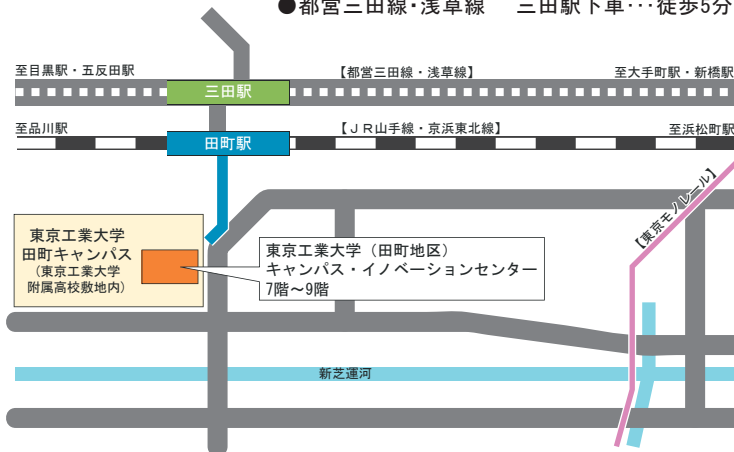 ●都営三田線・浅草線　三田駅下車･･･徒歩5分
至目黒駅・五反田駅
【都営三田線・浅草線】
至大手町駅・新橋駅
三田駅
至品川駅
【ＪＲ山手線・京浜東北線】
至浜松町駅
田町駅
【東京モノレール】
東京工業大学
田町キャンパス
（東京工業大学
附属高校敷地内）
東京工業大学（田町地区）
キャンパス・イノベーションセンター
7階～9階
新芝運河